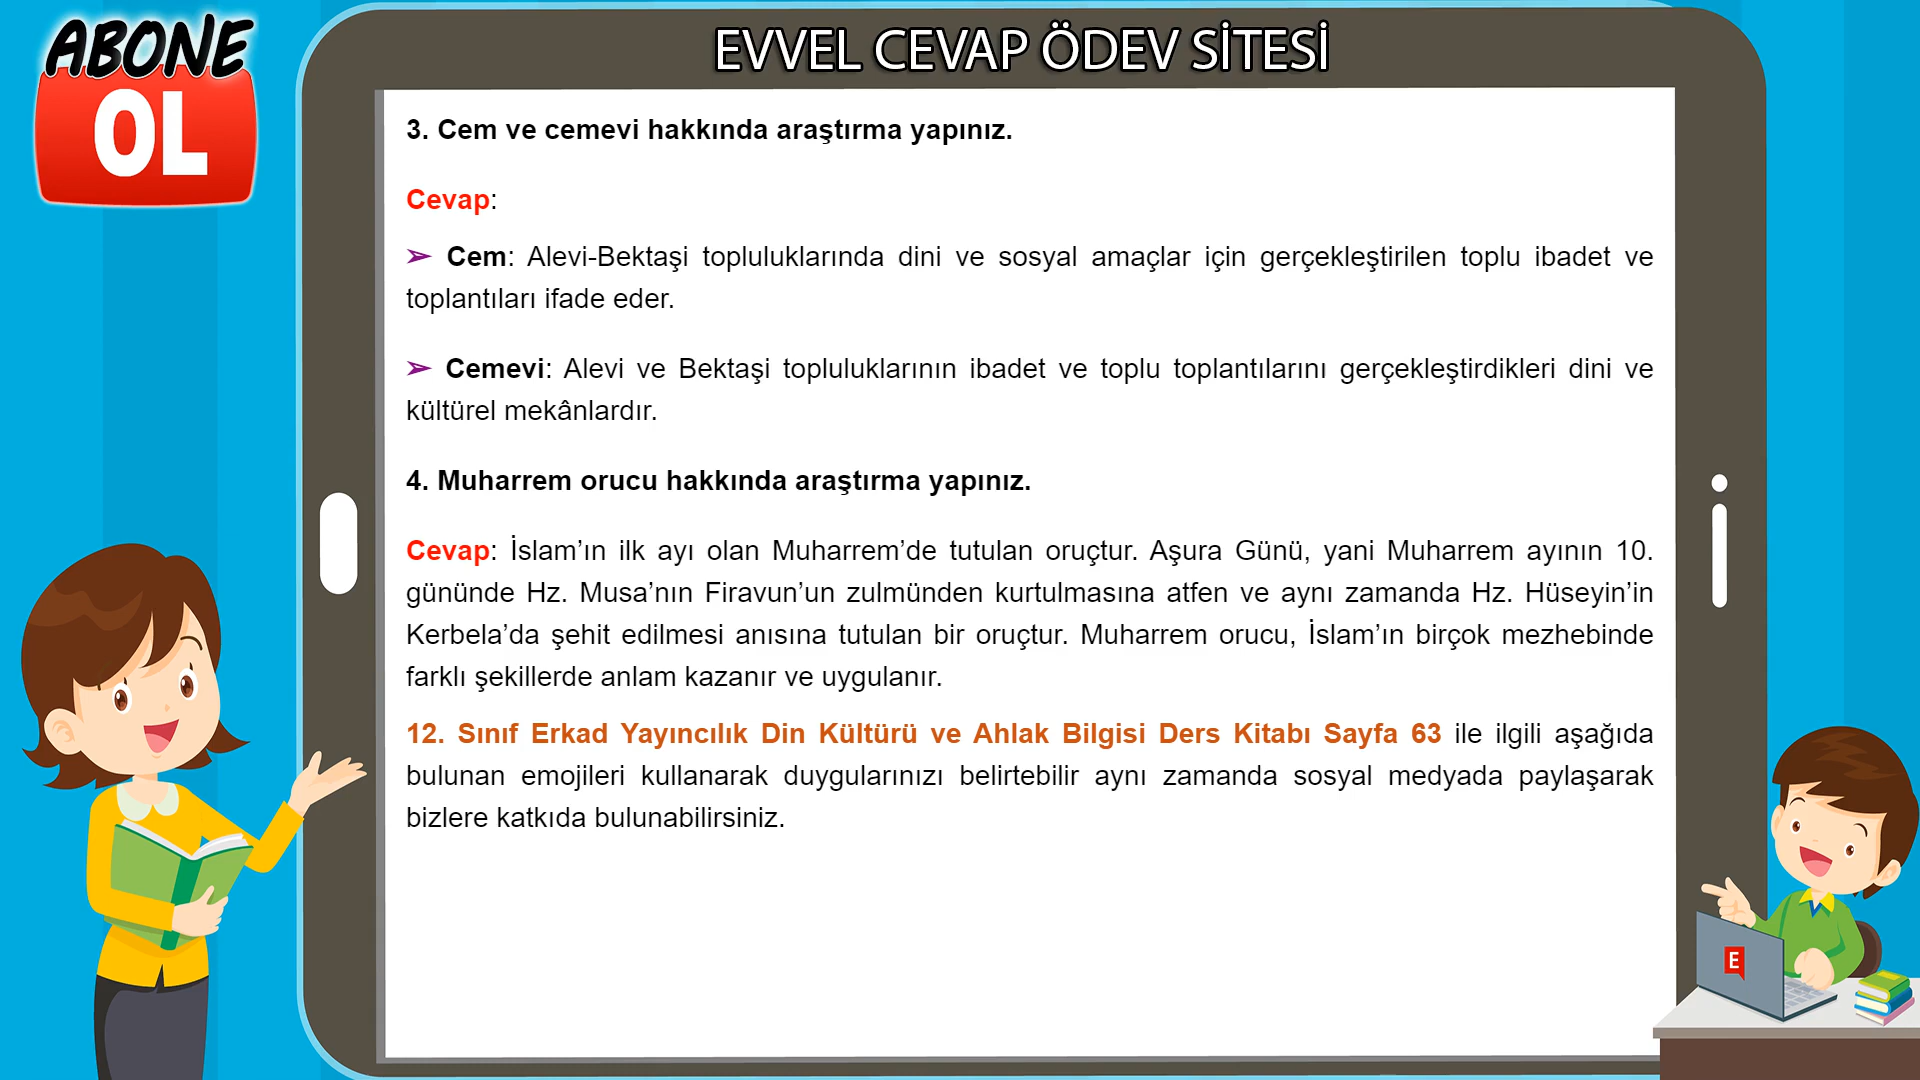 ABONE
OL
EVVEL CEVAP ÖDEV SİTESİ
3. Cem ve cemevi hakkında araştırma yapınız.
Cevap:
➢ Cem: Alevi-Bektaşi topluluklarında dini ve sosyal amaçlar için gerçekleştirilen toplu ibadet ve
toplantıları ifade eder.
➢ Cemevi: Alevi ve Bektaşi topluluklarının ibadet ve toplu toplantılarını gerçekleştirdikleri dini ve
kültürel mekânlardır.
4. Muharrem orucu hakkında araştırma yapınız.
Cevap: İslam’ın ilk ayı olan Muharrem’de tutulan oruçtur. Aşura Günü, yani Muharrem ayının 10.
gününde Hz. Musa’nın Firavun’un zulmünden kurtulmasına atfen ve aynı zamanda Hz. Hüseyin’in
Kerbela’da şehit edilmesi anısına tutulan bir oruçtur. Muharrem orucu, İslam’ın birçok mezhebinde
farklı şekillerde anlam kazanır ve uygulanır.
12. Sınıf Erkad Yayıncılık Din Kültürü ve Ahlak Bilgisi Ders Kitabı Sayfa 63 ile ilgili aşağıda
bulunan emojileri kullanarak duygularınızı belirtebilir aynı zamanda sosyal medyada paylaşarak
bizlere katkıda bulunabilirsiniz.
E